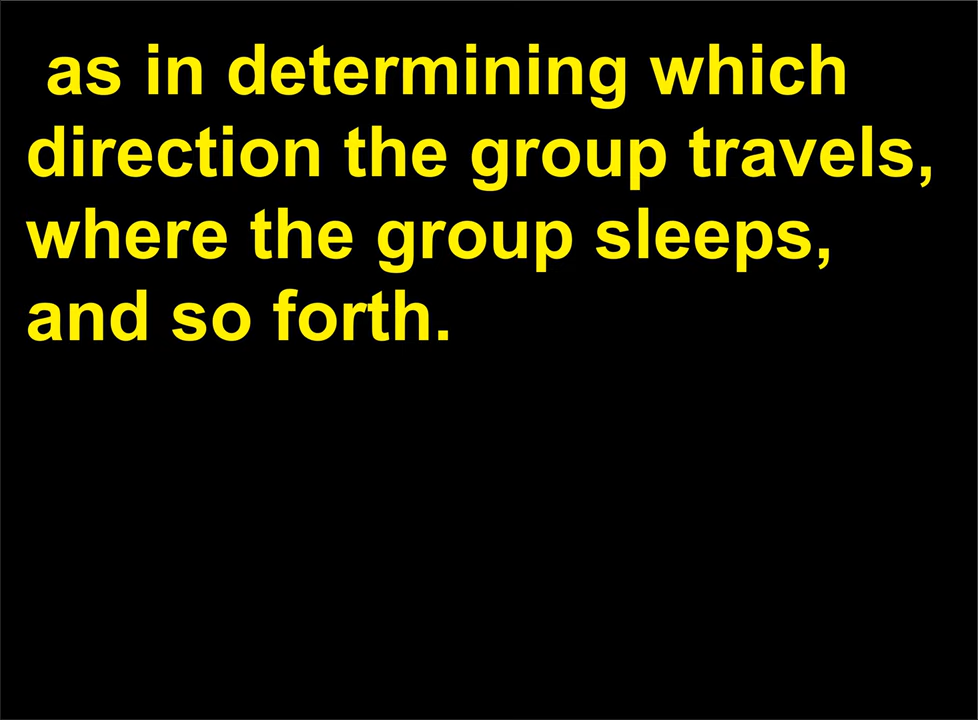 as in determining which
direction the group travels,
where the group sleeps,
and so forth.